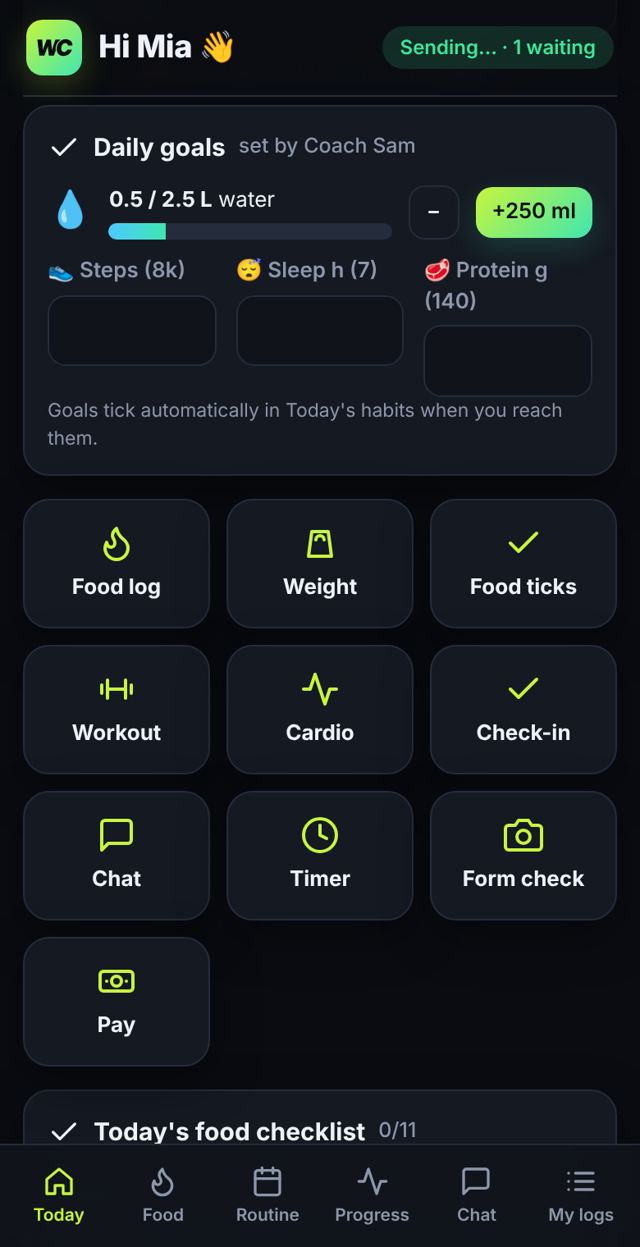 WC
Hi Mia 👋
Sending... · 1 waiting
Daily goals set by Coach Sam
0.5 / 2.5 L water
–
+250 ml
👟 Steps (8k)
😴 Sleep h (7)
🥩 Protein g
(140)
Goals tick automatically in Today's habits when you reach
them.
Food log
Weight
Food ticks
Workout
Cardio
Check-in
Chat
Timer
Form check
Pay
Today's food checklist 0/11
Today
Food
Routine
Progress
Chat
My logs